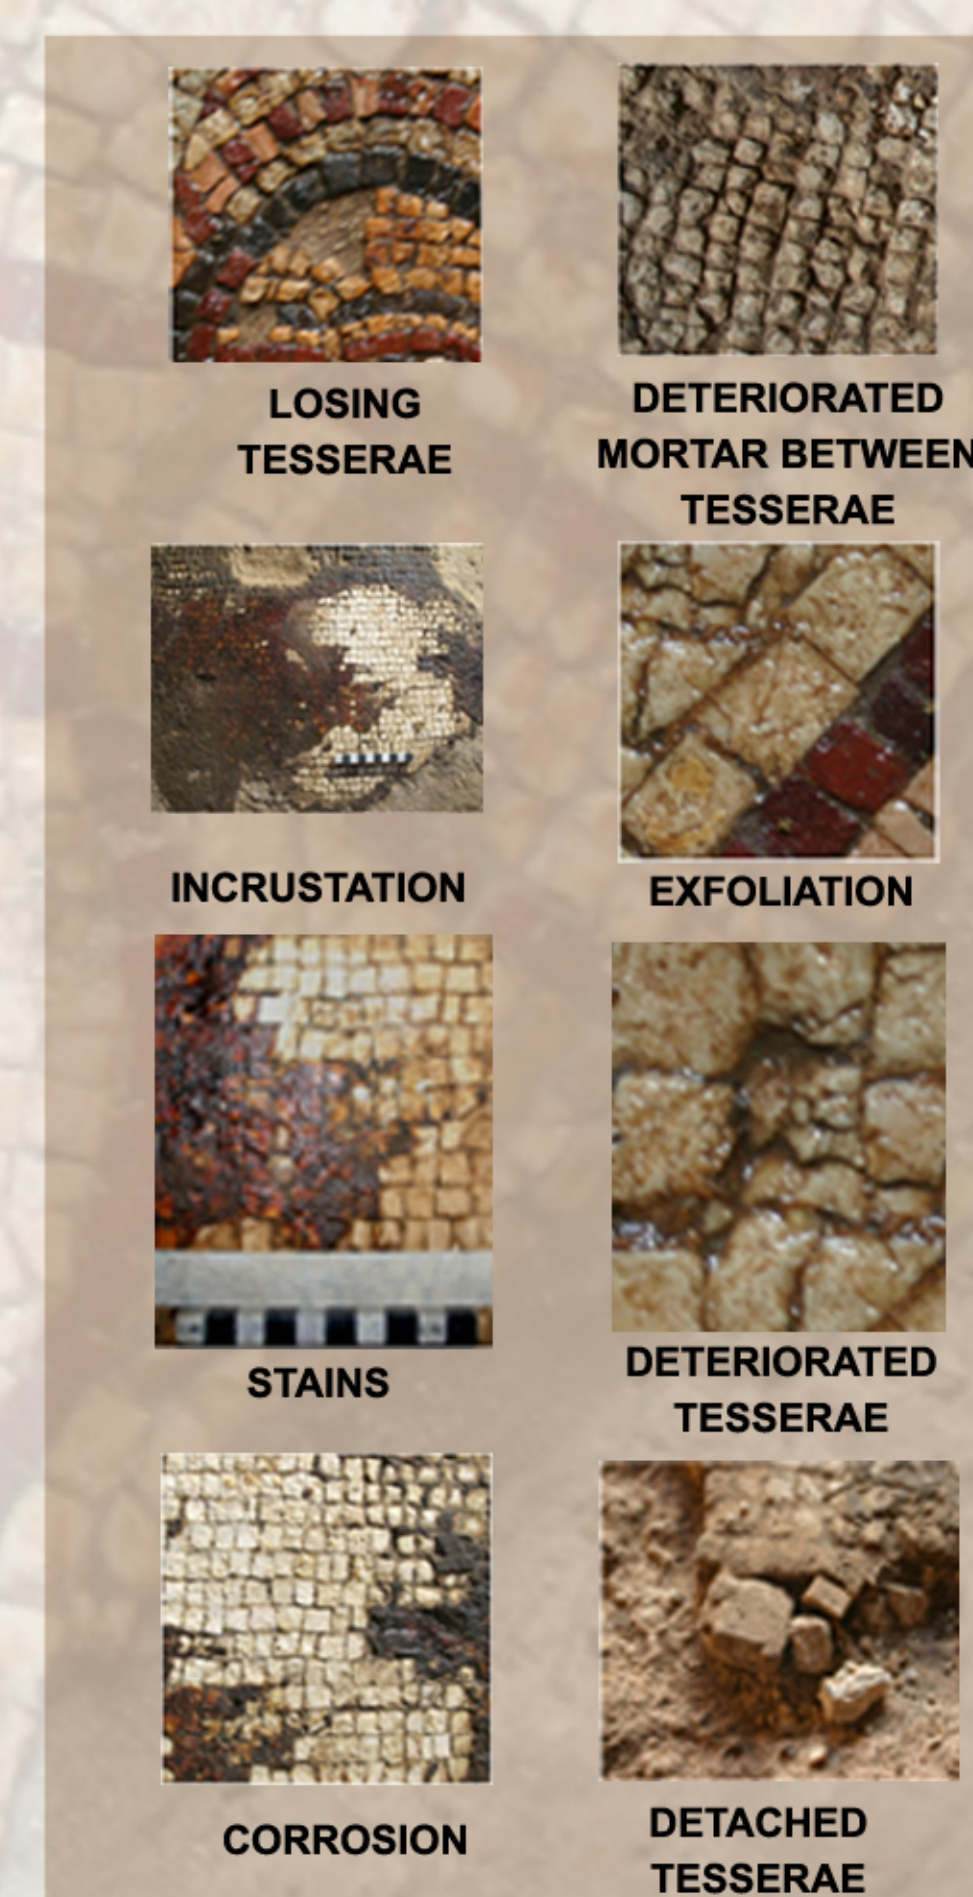 LOSING
TESSERAE
DETERIORATED
MORTAR BETWEEN
TESSERAE
INCRUSTATION
EXFOLIATION
STAINS
DETERIORATED
TESSERAE
CORROSION
DETACHED
TESSERAE